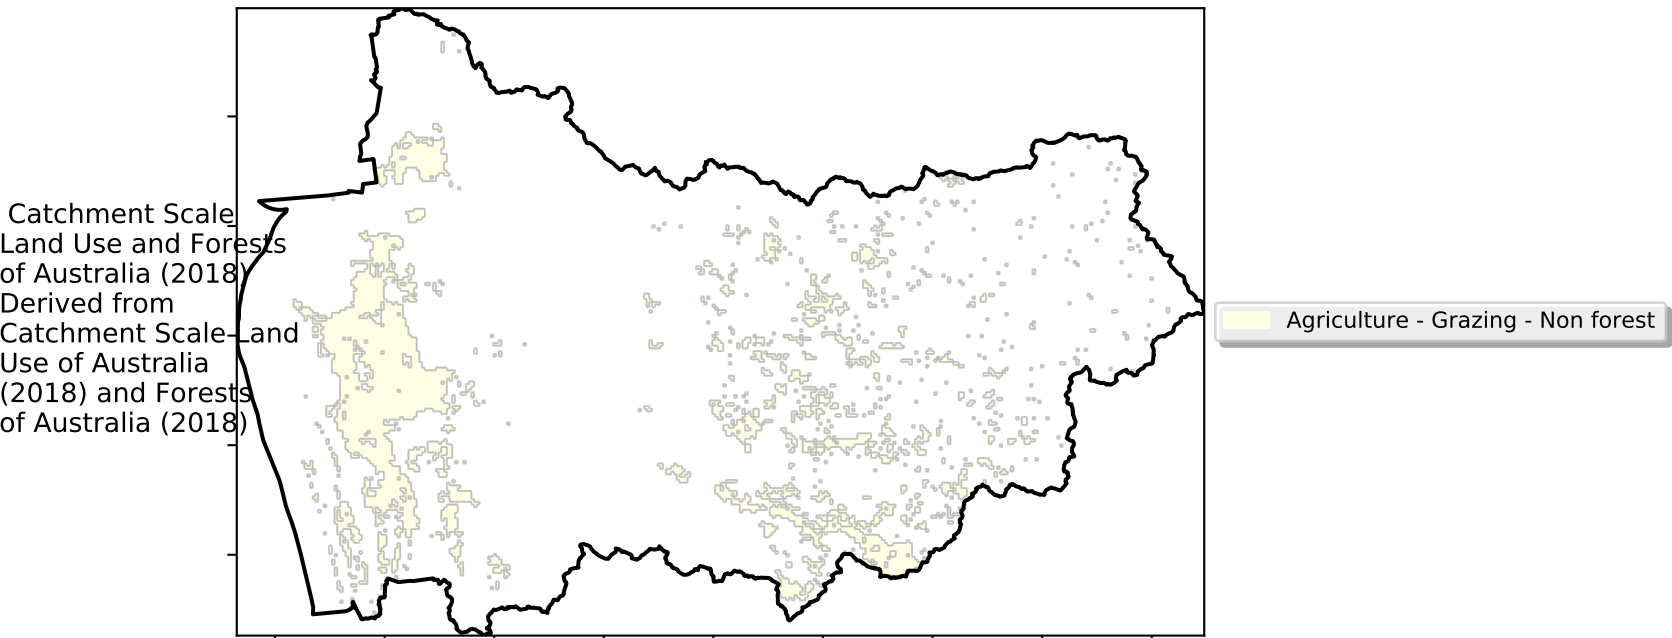 Catchment Scale
Land Use and Forests
of Australia (2018)
Derived from
Catchment Scale Land
Use of Australia
(2018) and Forests
of Australia (2018)
Agriculture - Grazing - Non forest